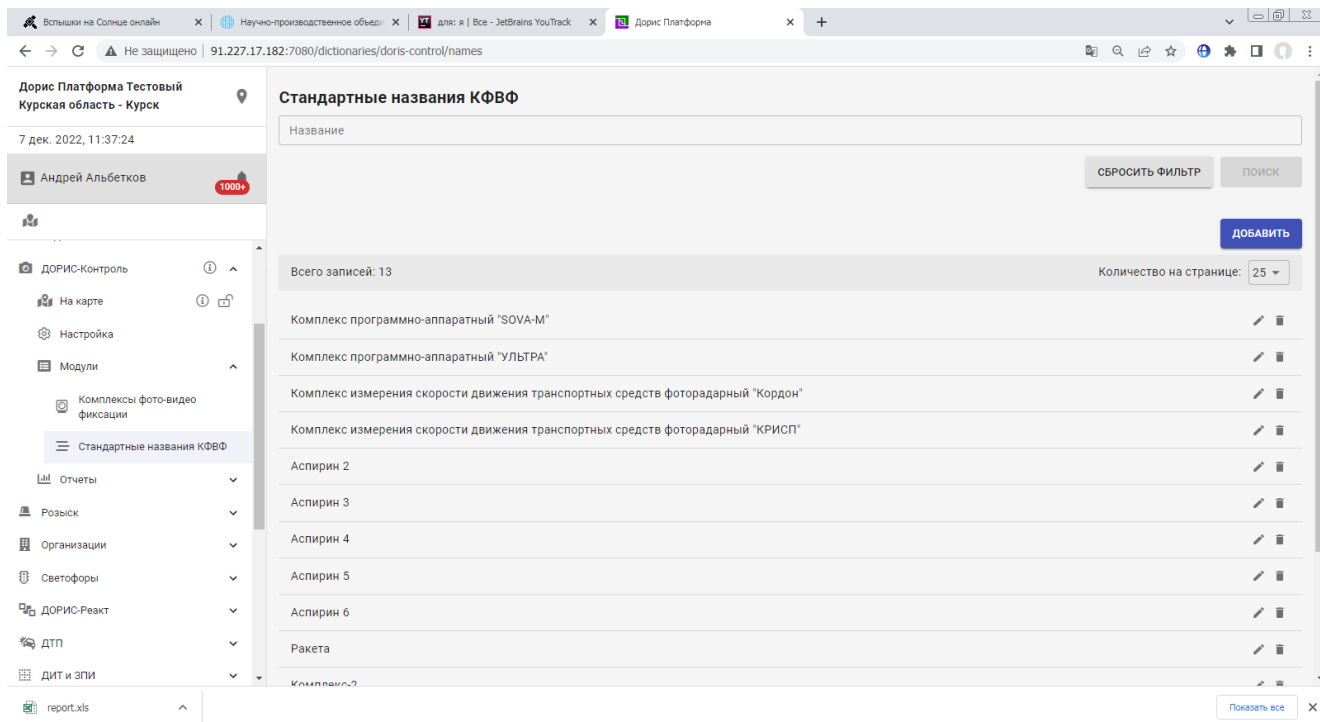 Вспышки на Солнце онлайн
Научно-производственное объеди
для: я | Все - JetBrains YouTrack
Дорис Платформа
Не защищено | 91.227.17.182:7080/dictionaries/doris-control/names
Дорис Платформа Тестовый
Курская область - Курск
7 дек. 2022, 11:37:24
Андрей Альбетков
1000+
ДОРИС-Контроль
На карте
Настройка
Модули
Комплексы фото-видео
фиксации
Стандартные названия КФВФ
Отчеты
Розыск
Организации
Светофоры
ДОРИС-Реакт
ДТП
ДИТ и ЗПИ
Стандартные названия КФВФ
Название
СБРОСИТЬ ФИЛЬТР
ПОИСК
ДОБАВИТЬ
Всего записей: 13
Количество на странице: 25
Комплекс программно-аппаратный "SOVA-M"
Комплекс программно-аппаратный "УЛЬТРА"
Комплекс измерения скорости движения транспортных средств фоторадарный "Кордон"
Комплекс измерения скорости движения транспортных средств фоторадарный "КРИСП"
Аспирин 2
Аспирин 3
Аспирин 4
Аспирин 5
Аспирин 6
Ракета
Комплекс-2
report.xls
Показать все